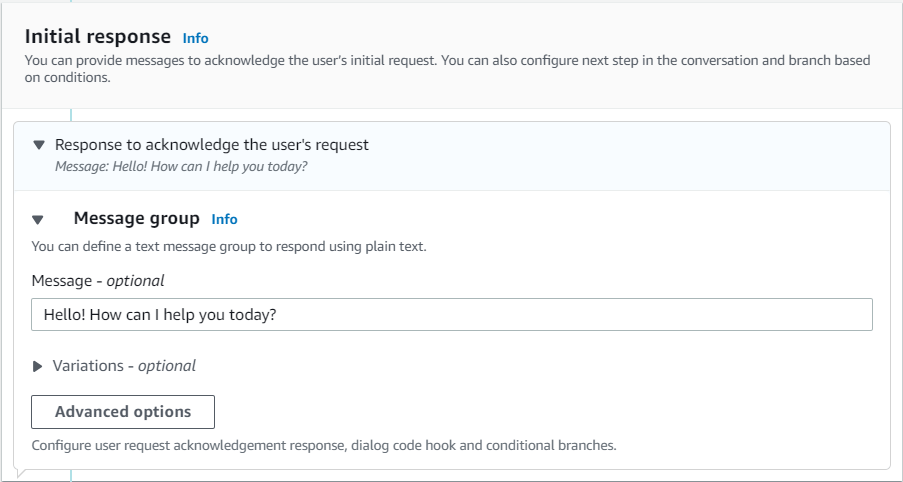 Initial response Info
You can provide messages to acknowledge the user's initial request. You can also configure next step in the conversation and branch based
on conditions.
Response to acknowledge the user's request
Message: Hello! How can I help you today?
Message group Info
You can define a text message group to respond using plain text.
Message - optional
Hello! How can I help you today?
Variations - optional
Advanced options
Configure user request acknowledgement response, dialog code hook and conditional branches.